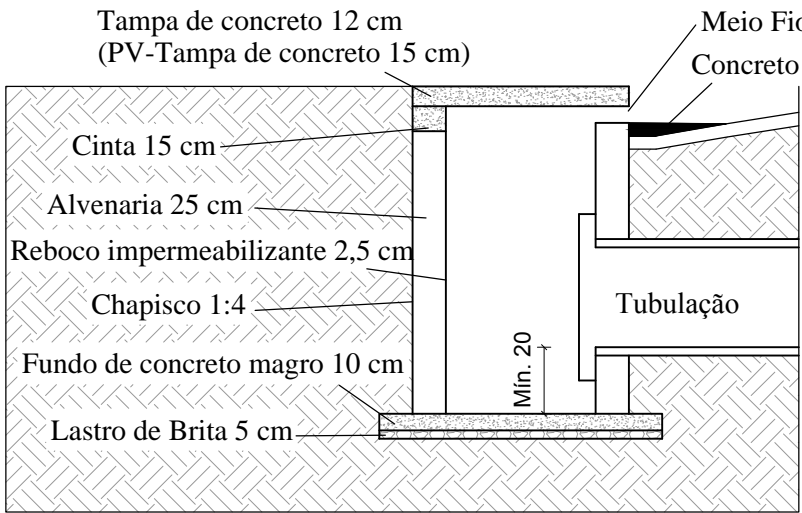 Tampa de concreto 12 cm
(PV-Tampa de concreto 15 cm)
Meio Fio
Concreto
Cinta 15 cm
Alvenaria 25 cm
Reboco impermeabilizante 2,5 cm
Chapisco 1:4
Tubulação
Fundo de concreto magro 10 cm
Mín. 20
Lastro de Brita 5 cm